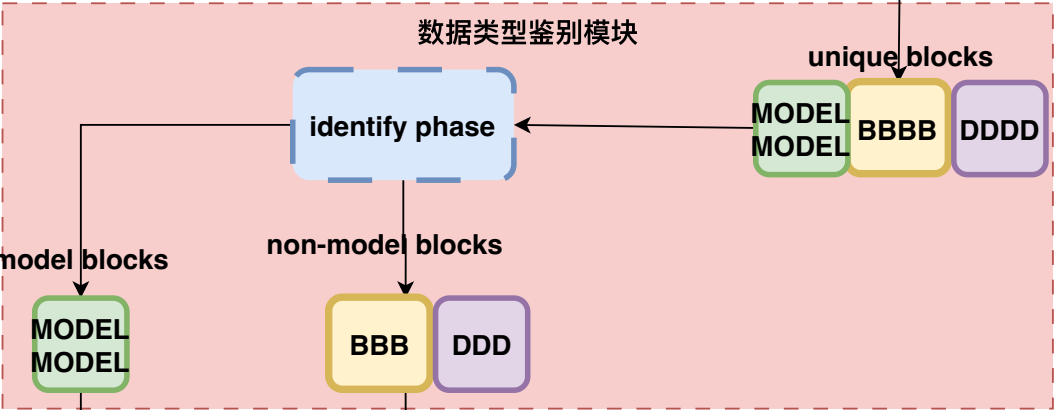 数据类型鉴别模块
unique blocks
identify phase
MODEL
MODEL
BBBB
DDDD
non-model blocks
model blocks
MODEL
MODEL
BBB
DDD